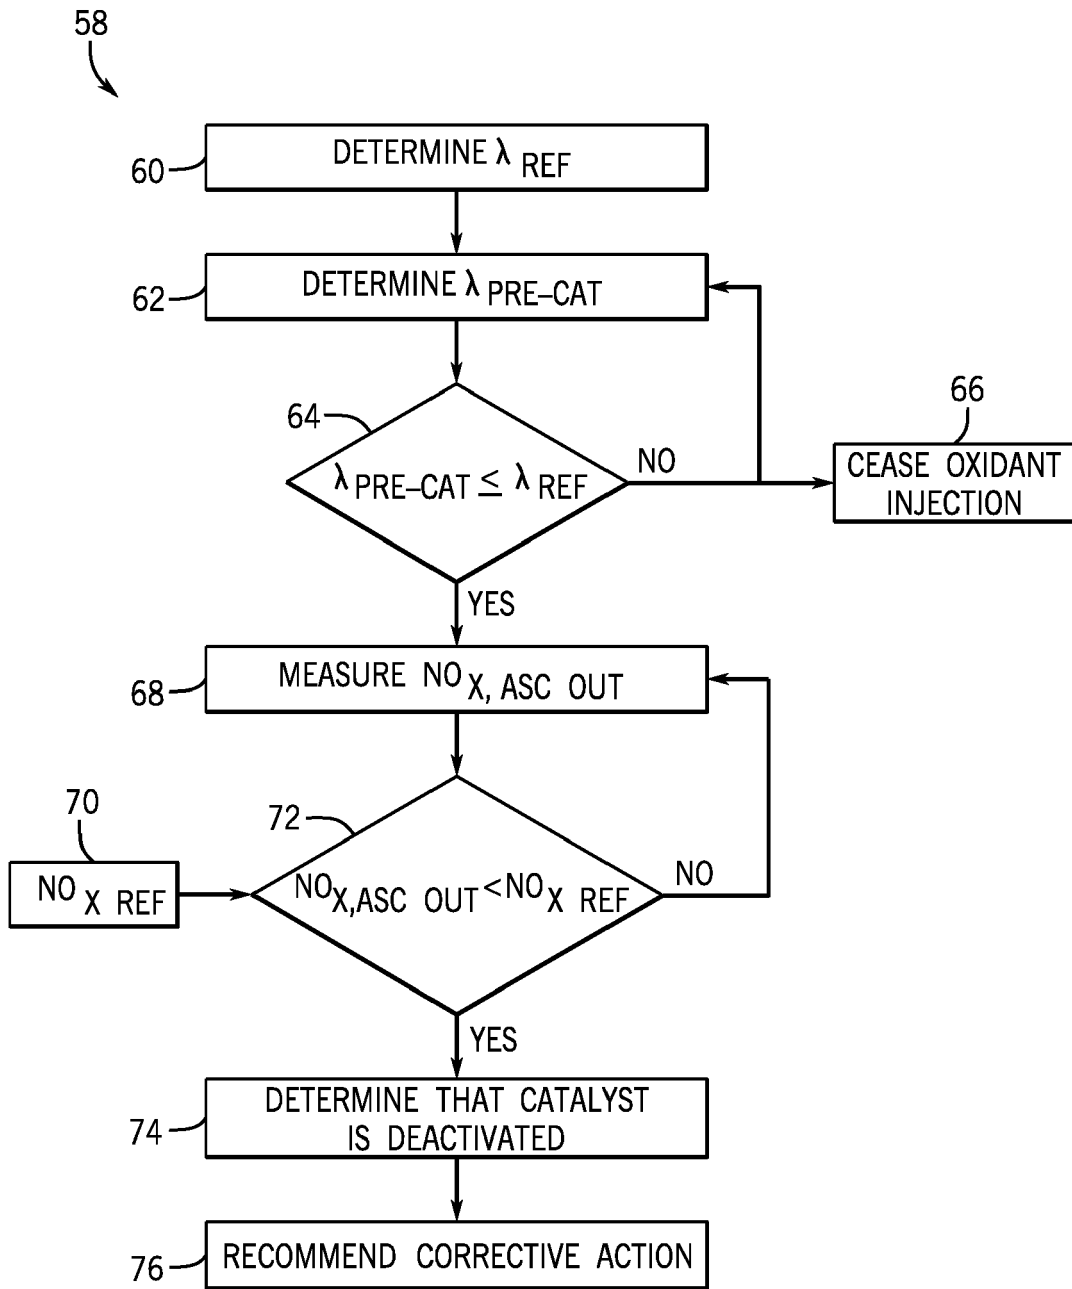 58
60
DETERMINE λ REF
62
DETERMINE λ PRE–CAT
64
λ PRE–CAT ≤ λ REF
NO
66
CEASE OXIDANT
INJECTION
YES
68
MEASURE NO X, ASC OUT
70
NO X REF
72
NO X,ASC OUT < NO X REF
NO
YES
74
DETERMINE THAT CATALYST
IS DEACTIVATED
76
RECOMMEND CORRECTIVE ACTION